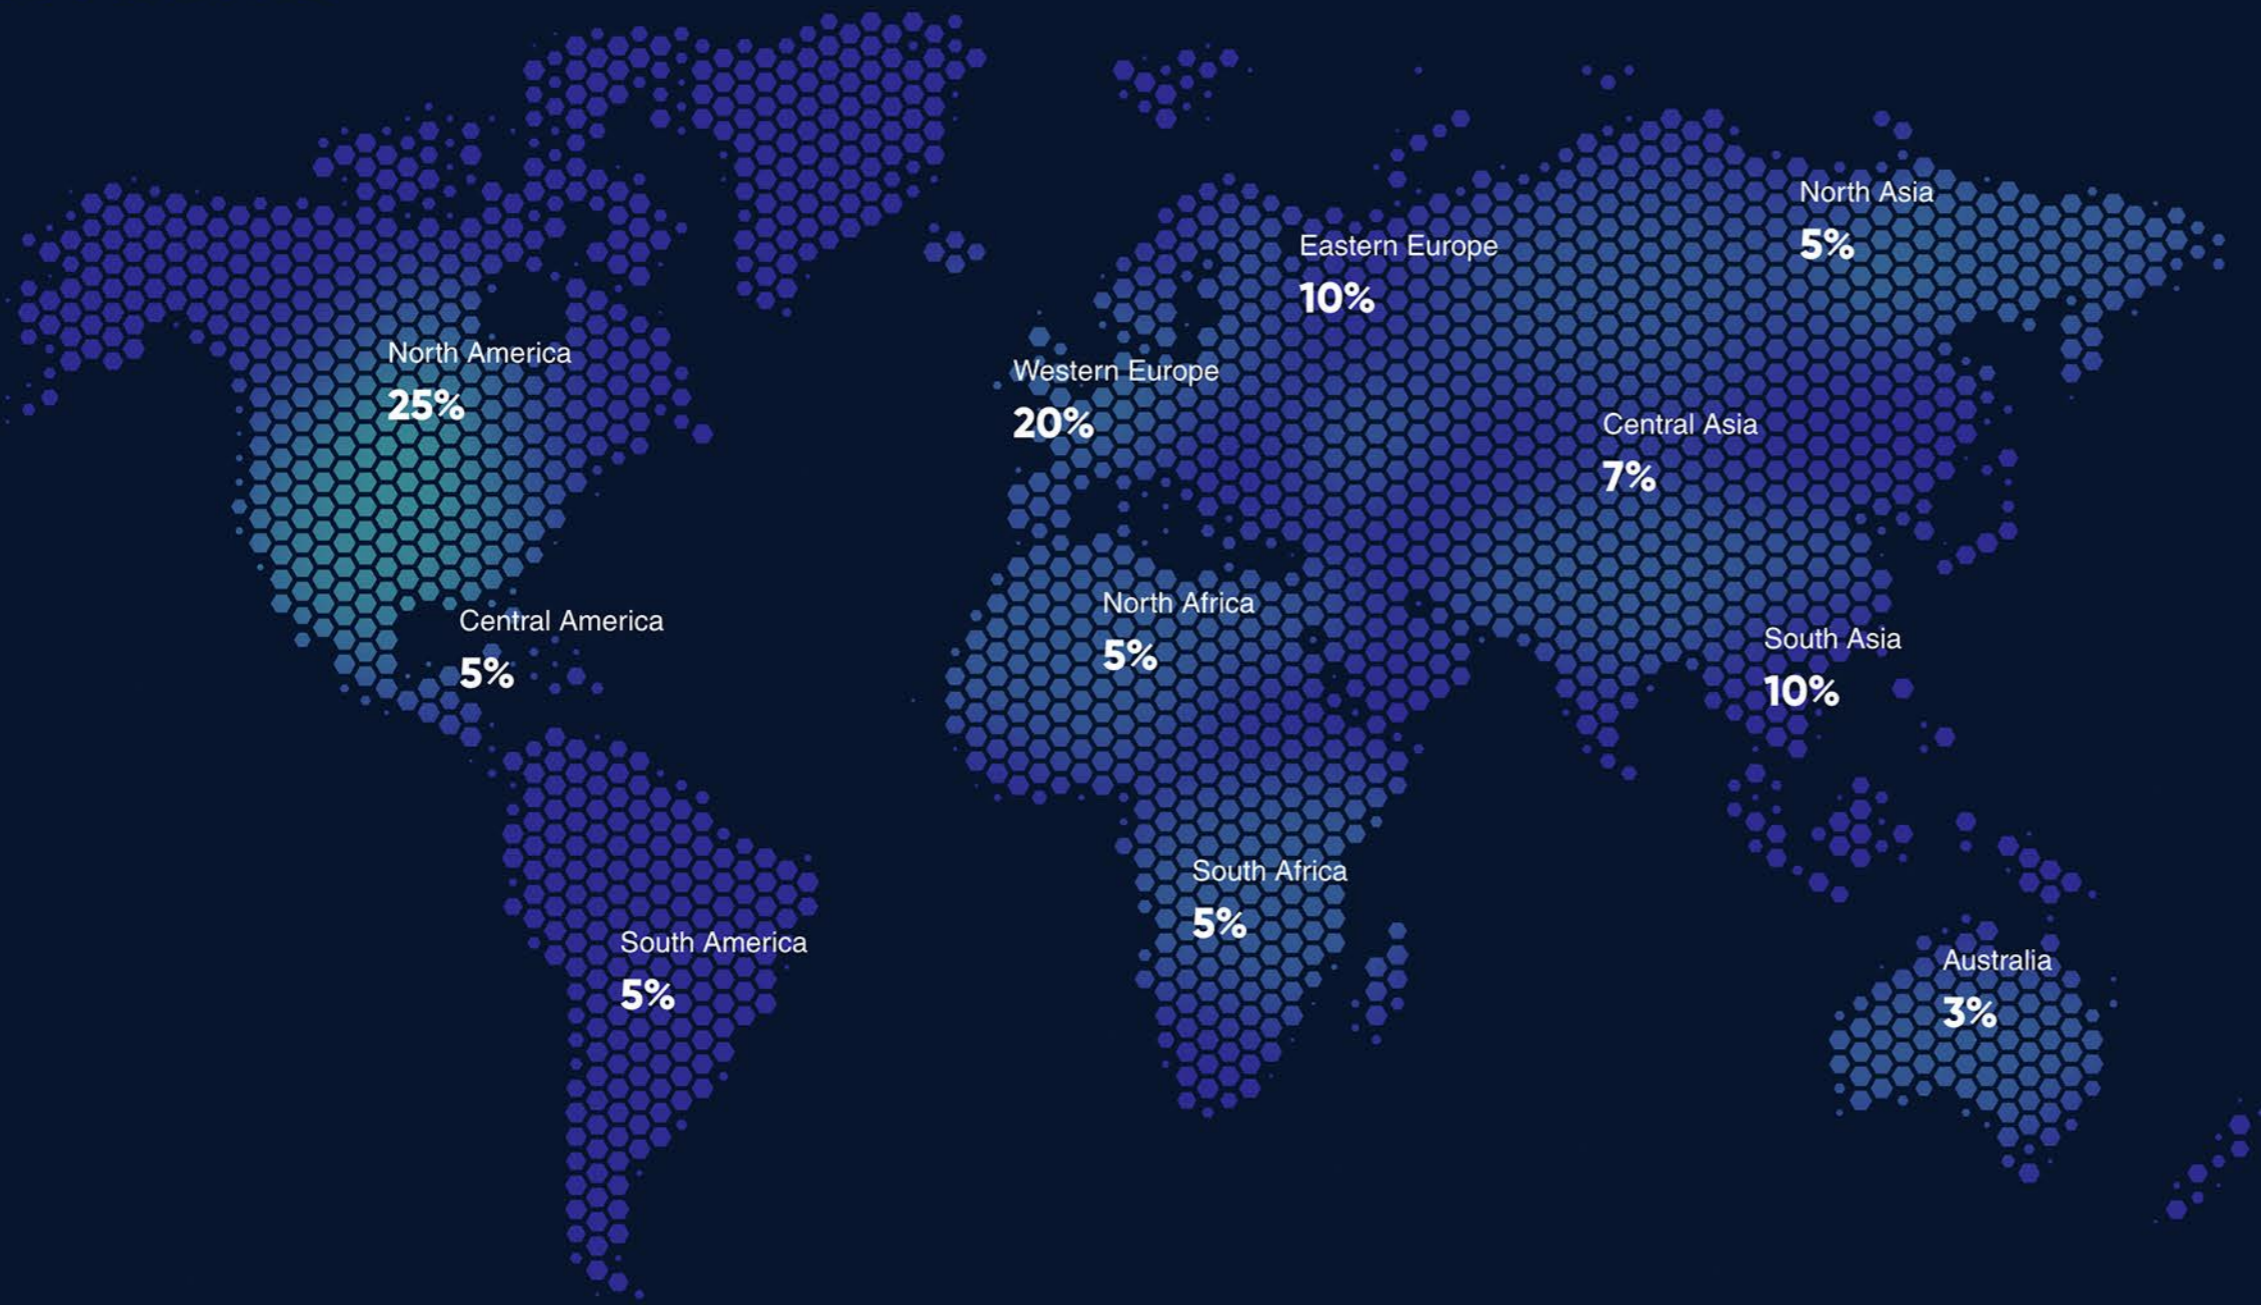 North Asia
5%
Eastern Europe
10%
North America
25%
Western Europe
20%
Central Asia
7%
North Africa
5%
Central America
5%
South Asia
10%
South Africa
5%
South America
5%
Australia
3%